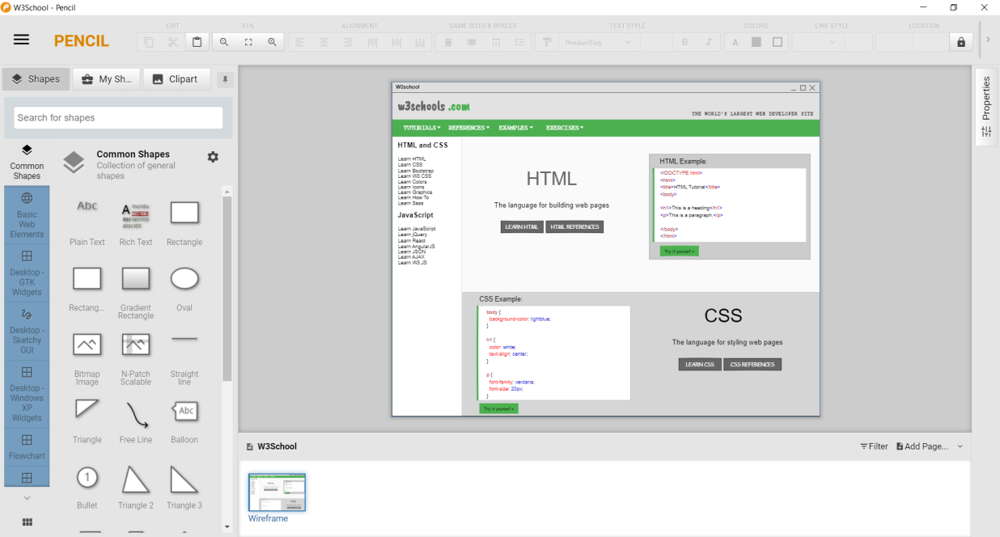 W3School - Pencil
PENCIL
EDIT
51%
ALIGNMENT
SAME SIZES & SPACES
TEXT STYLE
COLORS
LINE STYLE
LOCATION
Handwriting
B
I
A
Shapes
My Sh...
Clipart
Search for shapes
Common Shapes
Common Shapes
Collection of general shapes
Basic Web Elements
Desktop - GTK Widgets
Desktop - Sketchy GUI
Desktop - Windows XP Widgets
Flowchart
Abc
Plain Text
A mundu
Rich Text
Rectangle
Rectang...
Gradient Rectangle
Oval
Bitmap Image
N-Patch Scalable
Straight line
Triangle
Free Line
Abc
Balloon
1
Bullet
Triangle 2
Triangle 3
W3school
w3schools .com
THE WORLD'S LARGEST WEB DEVELOPER SITE
TUTORIALS
REFERENCES
EXAMPLES
EXERCISES
HTML and CSS
Learn HTML
Learn CSS
Learn Bootstrap
Learn W3.CSS
Learn Colors
Learn Icons
Learn Graphics
Learn How To
Learn Sass
JavaScript
Learn JavaScript
Learn jQuery
Learn React
Learn AngularJS
Learn JSON
Learn AJAX
Learn W3.JS
HTML
The language for building web pages
LEARN HTML
HTML REFERENCES
HTML Example:
<!DOCTYPE html>
<html>
<title>HTML Tutorial</title>
<body>
<h1>This is a heading</h1>
<p>This is a paragraph.</p>
</body>
</html>
Try it yourself »
CSS Example:
body {
background-color: lightblue;
}
h1 {
color: white;
text-align: center;
}
p {
font-family: verdana;
font-size: 20px;
}
Try it yourself »
CSS
The language for styling web pages
LEARN CSS
CSS REFERENCES
Properties
W3School
Filter
Add Page...
Wireframe